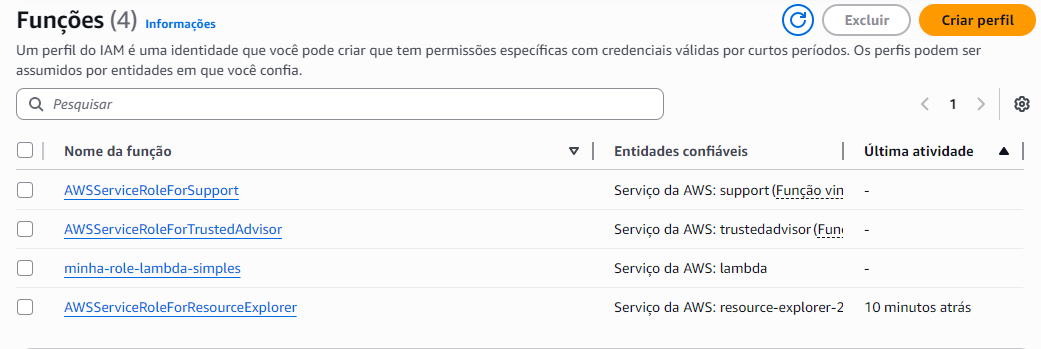 Funções (4) Informações
Excluir
Criar perfil
Um perfil do IAM é uma identidade que você pode criar que tem permissões específicas com credenciais válidas por curtos períodos. Os perfis podem ser
assumidos por entidades em que você confia.
Pesquisar
1
Nome da função Entidades confiáveis Última atividade
AWSServiceRoleForSupport Serviço da AWS: support (Função vin -
AWSServiceRoleForTrustedAdvisor Serviço da AWS: trustedadvisor (Fun -
minha-role-lambda-simples Serviço da AWS: lambda -
AWSServiceRoleForResourceExplorer Serviço da AWS: resource-explorer-2 10 minutos atrás